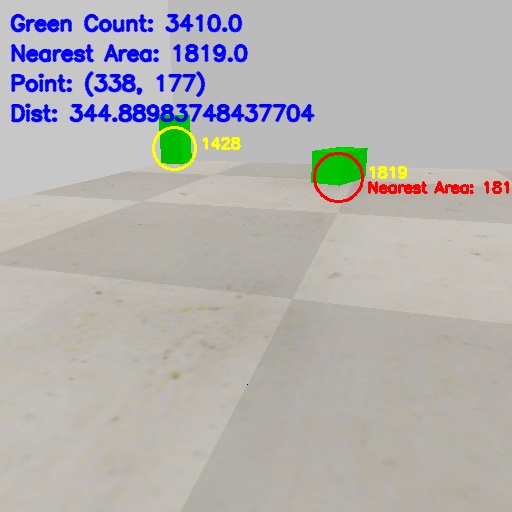 Green Count: 3410.0
Nearest Area: 1819.0
Point: (338, 177)
Dist: 344.88983748437704
1428
1819
Nearest Area: 181